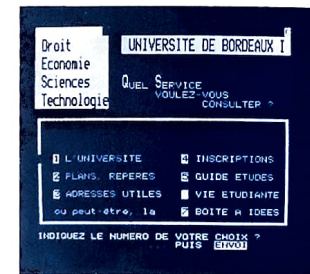 Droit
Economie
Sciences
Technologie
UNIVERSITE DE BORDEAUX I
QUEL SERVICE
VOULEZ-VOUS
CONSULTER ?
1 L'UNIVERSITE
2 PLANS, REPERES
3 ADRESSES UTILES
ou peut-être, la
4 INSCRIPTIONS
5 GUIDE ETUDES
VIE ETUDIANTE
7 BOITE A IDEES
INDIQUEZ LE NUMERO DE VOTRE CHOIX ?
PUIS ENVOI